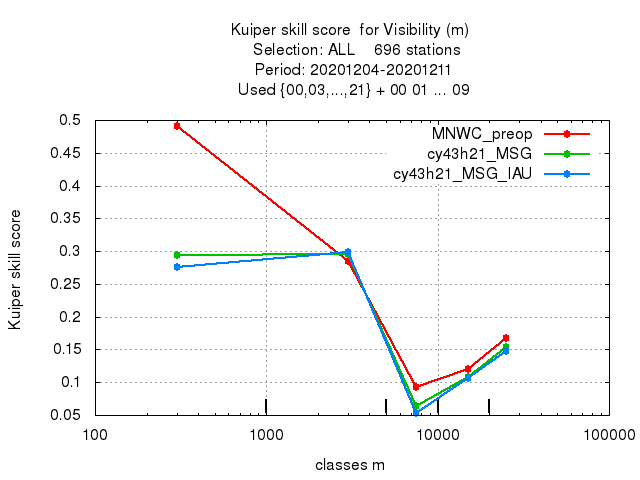 Kuiper skill score  for Visibility (m)
Selection: ALL    696 stations
Period: 20201204-20201211
Used {00,03,...,21} + 00 01 ... 09
MNWC_preop
cy43h21_MSG
cy43h21_MSG_IAU
Kuiper skill score
0.5
0.45
0.4
0.35
0.3
0.25
0.2
0.15
0.1
0.05
100 1000 10000 100000
classes m